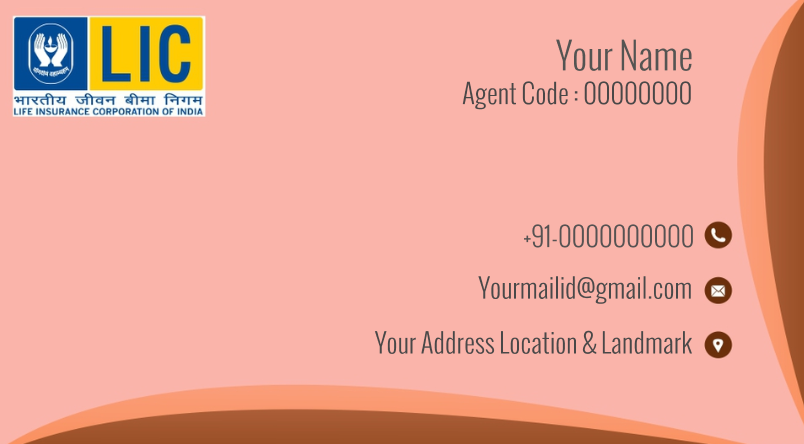 LIC
भारतीय जीवन बीमा निगम
LIFE INSURANCE CORPORATION OF INDIA
Your Name
Agent Code : 00000000
+91-0000000000
Yourmailid@gmail.com
Your Address Location & Landmark